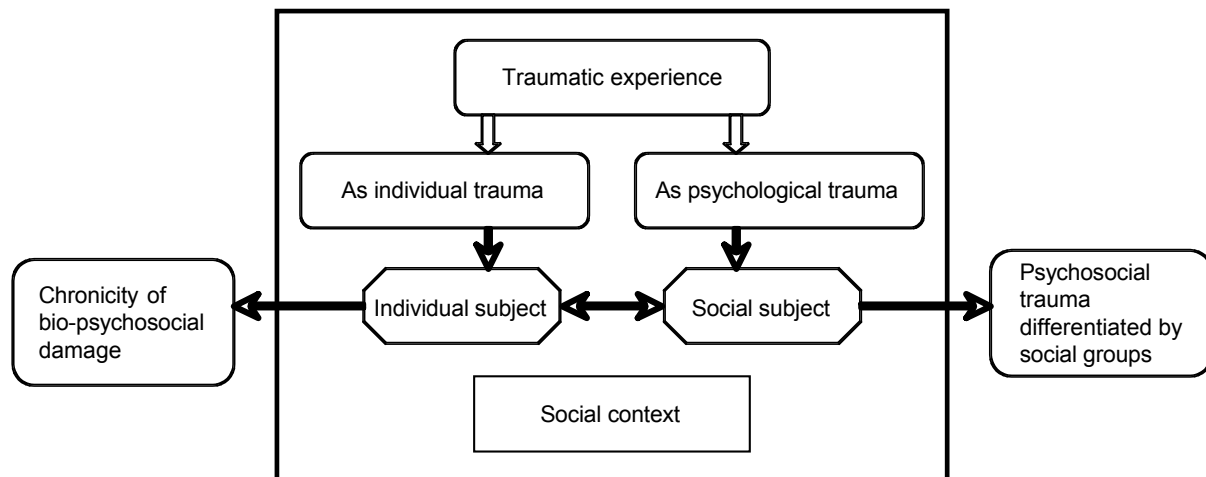 Traumatic experience
As individual trauma
As psychological trauma
Chronicity of
bio-psychosocial
damage
Individual subject
Social subject
Psychosocial
trauma
differentiated by
social groups
Social context